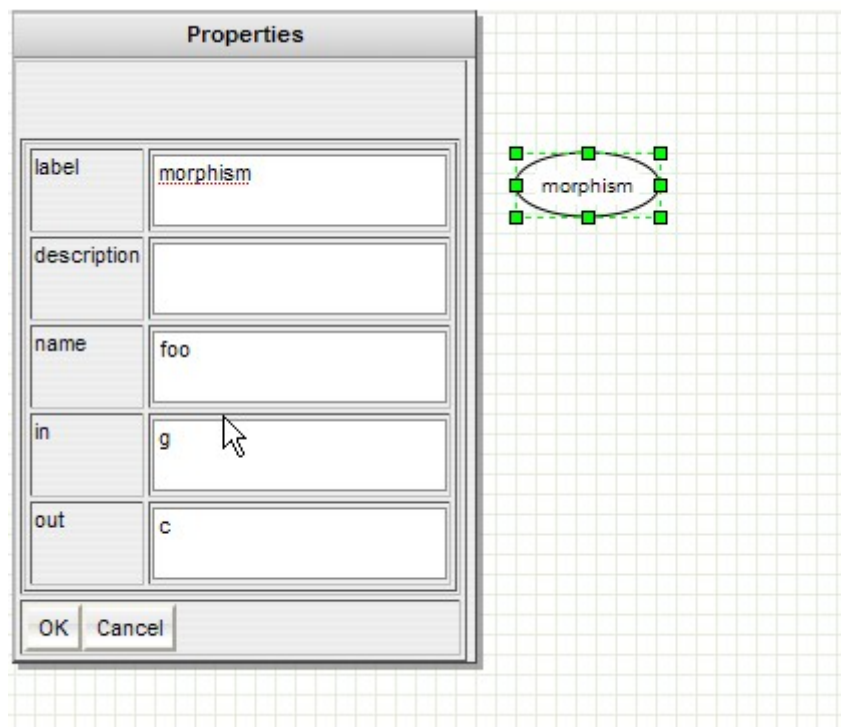 Properties
label
morphism
description
name
foo
in
g
out
c
OK Cancel
morphism